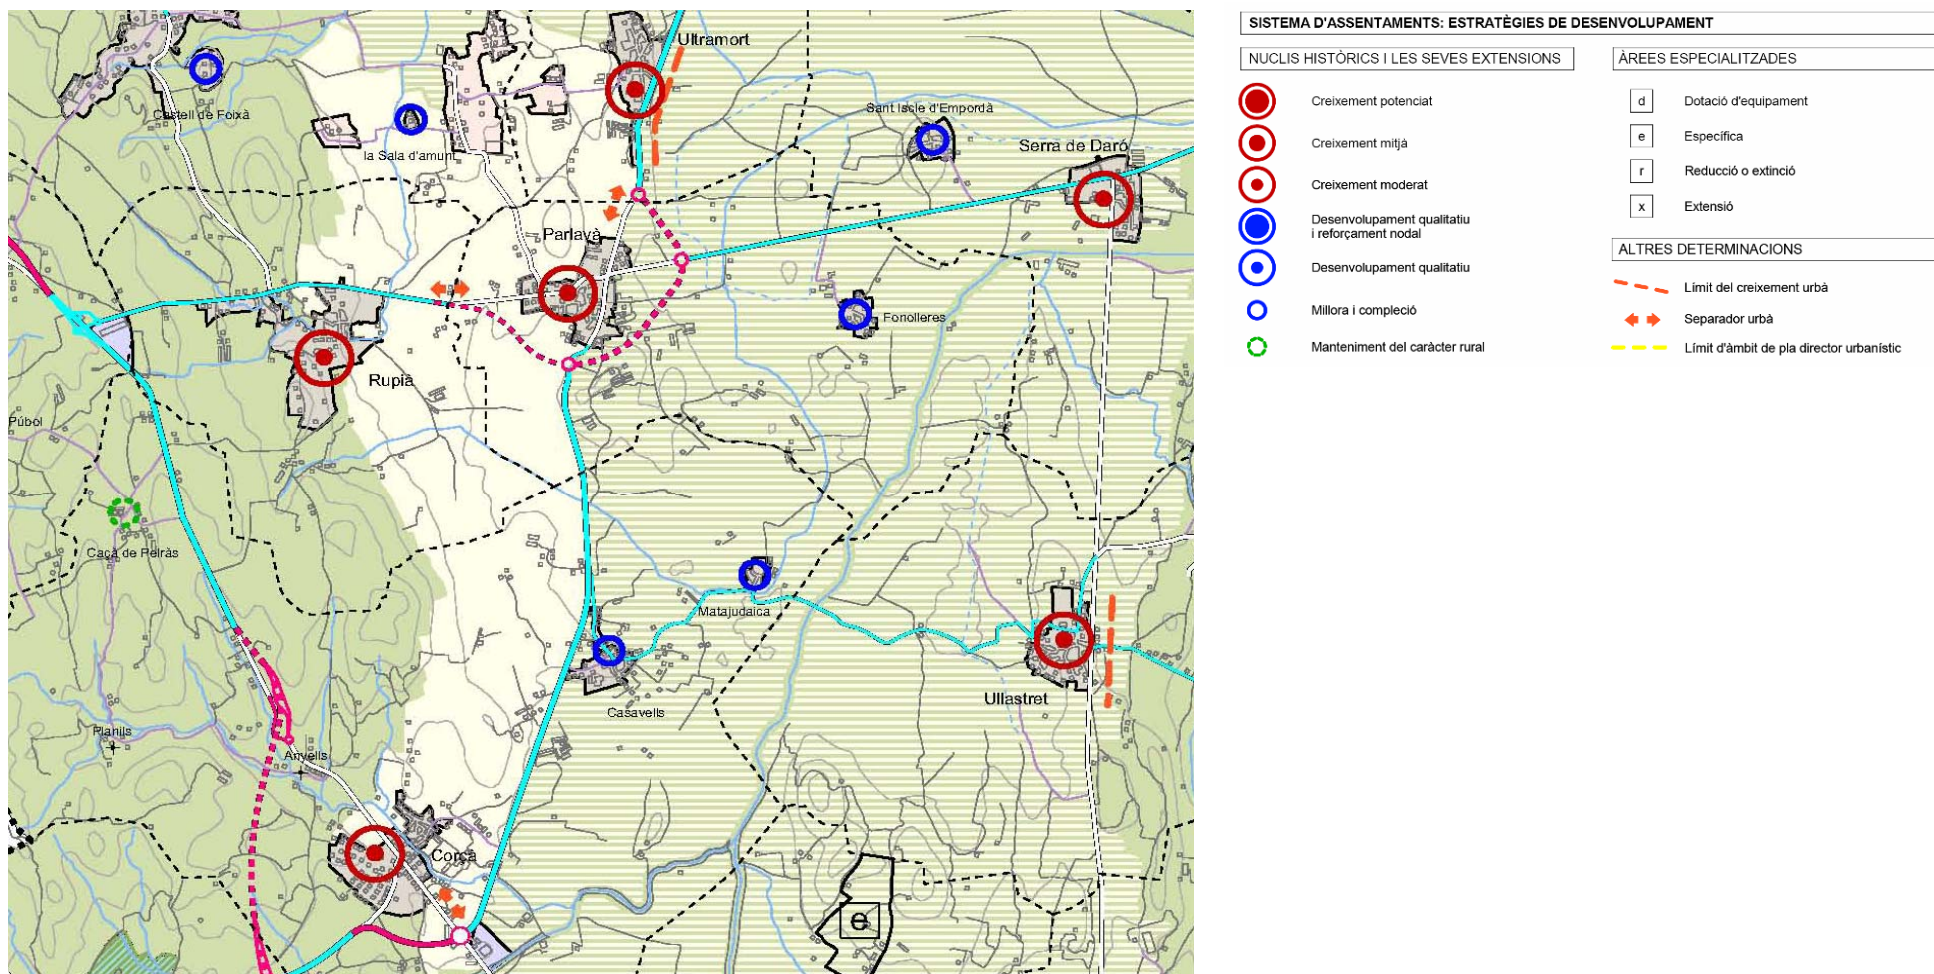 Ultramort
Castell de Foixà
la Sala d'amunt
Sant Iscle d'Empordà
Serra de Daró
Parlavà
Fonolleres
Rupià
Púbol
Caçà de Pelràs
Matajudaica
Casavells
Ullastret
Planils
Anyells
Corçà
e
SISTEMA D'ASSENTAMENTS: ESTRATÈGIES DE DESENVOLUPAMENT
NUCLIS HISTÒRICS I LES SEVES EXTENSIONS
Creixement potenciat
Creixement mitjà
Creixement moderat
Desenvolupament qualitatiu
i reforçament nodal
Desenvolupament qualitatiu
Millora i compleció
Manteniment del caràcter rural
ÀREES ESPECIALITZADES
d Dotació d'equipament
e Específica
r Reducció o extinció
x Extensió
ALTRES DETERMINACIONS
Límit del creixement urbà
Separador urbà
Límit d'àmbit de pla director urbanístic